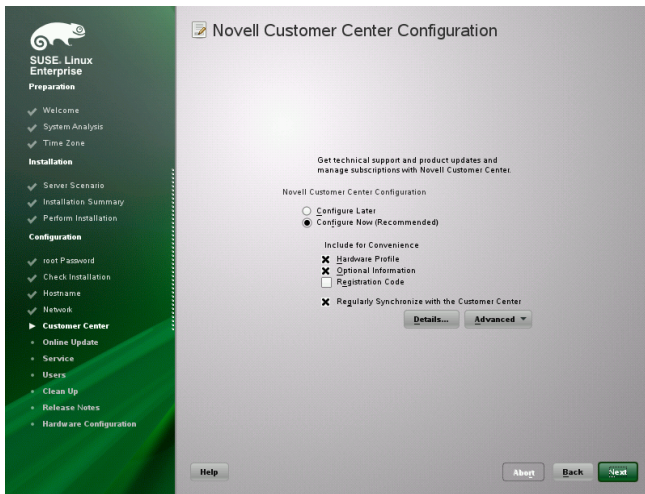 SUSE. Linux
Enterprise
Preparation
Welcome
System Analysis
Time Zone
Installation
Server Scenario
Installation Summary
Perform Installation
Configuration
root Password
Check Installation
Hostname
Network
Customer Center
Online Update
Service
Users
Clean Up
Release Notes
Hardware Configuration
Novell Customer Center Configuration
Get technical support and product updates and
manage subscriptions with Novell Customer Center.
Novell Customer Center Configuration
Configure Later
Configure Now (Recommended)
Include for Convenience
Hardware Profile
Optional Information
Registration Code
Regularly Synchronize with the Customer Center
Details... Advanced
Help Abort Back Next